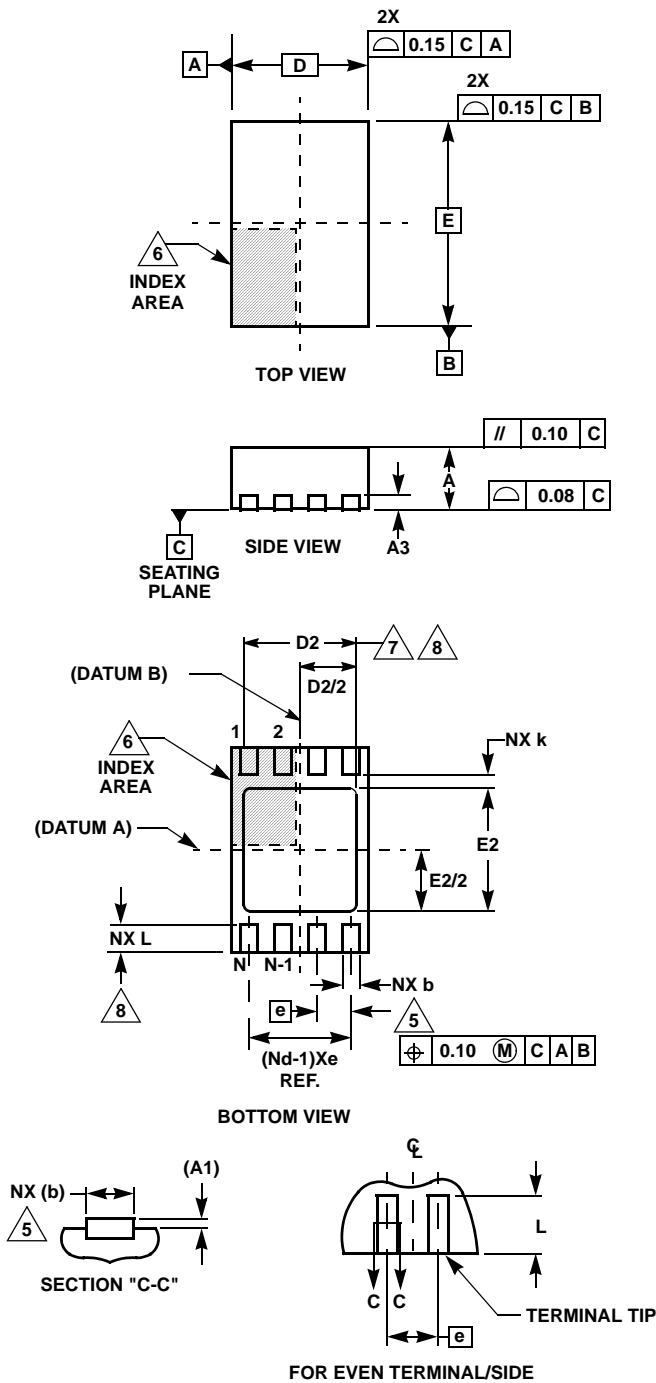 2X
⌓ 0.15 C A
A D
2X
⌓ 0.15 C B
E
6
INDEX
AREA
B
TOP VIEW
// 0.10 C
A
⌓ 0.08 C
C
SEATING
PLANE
SIDE VIEW
A3
D2
7 8
(DATUM B)
D2/2
1 2
6
INDEX
AREA
NX k
(DATUM A)
E2
E2/2
NX L
N N-1
NX b
8
e
5
(Nd-1)Xe
REF.
⌖ 0.10 Ⓜ C A B
BOTTOM VIEW
(A1)
NX (b)
5
SECTION "C-C"
℄
L
C C
TERMINAL TIP
e
FOR EVEN TERMINAL/SIDE